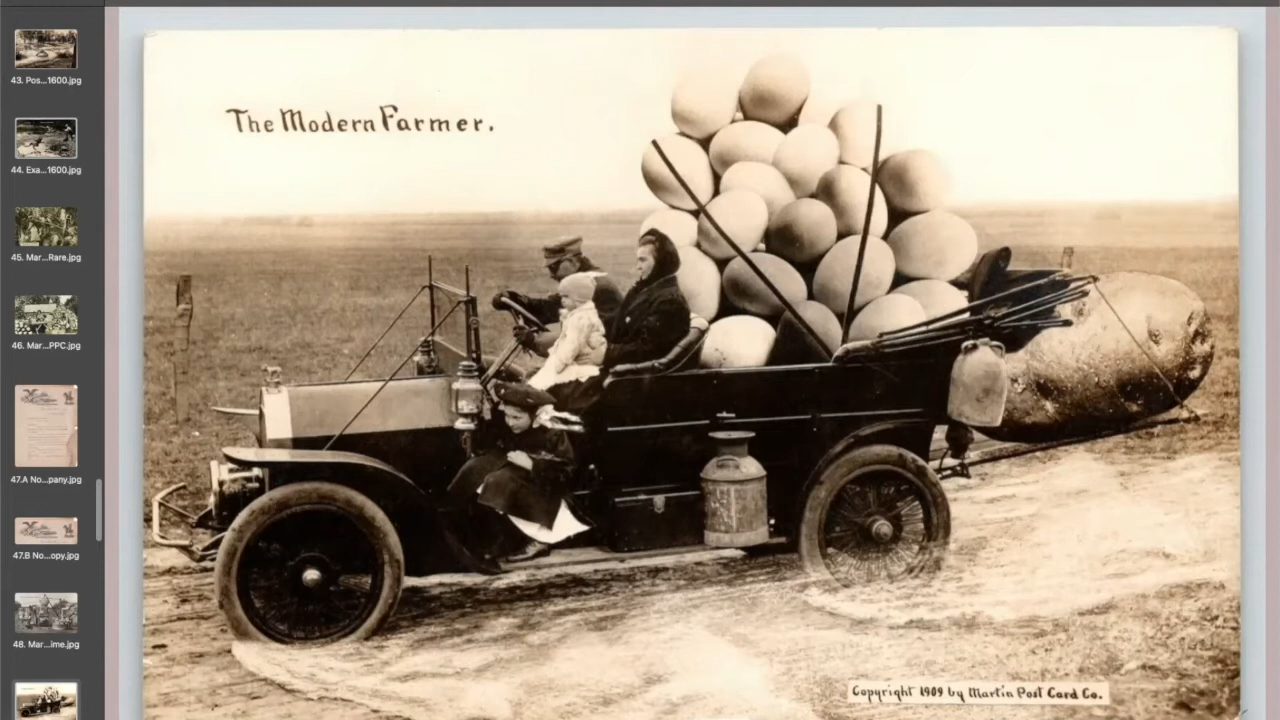 43. Pos...1600.jpg
44. Exa...1600.jpg
45. Mar...Rare.jpg
46. Mar...PPC.jpg
47.A No...pany.jpg
47.B No...opy.jpg
48. Mar...ime.jpg
The Modern Farmer.
Copyright 1909 by Martin Post Card Co.